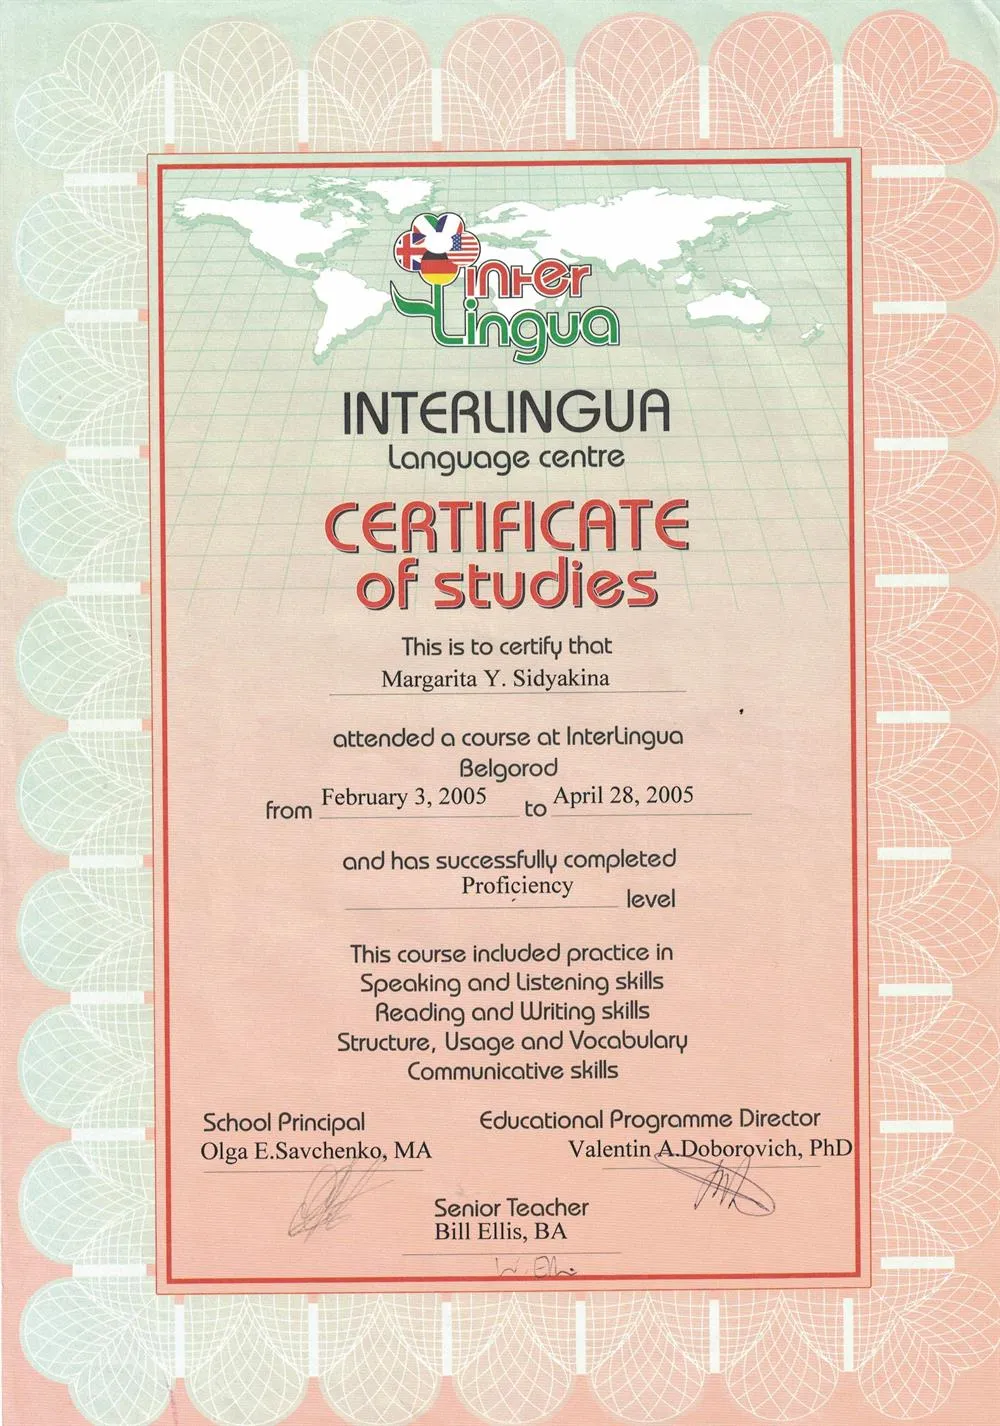 inter
Lingua
INTERLINGUA
Language centre
CERTIFICATE
of studies
This is to certify that
Margarita Y. Sidyakina
attended a course at InterLingua
Belgorod
from February 3, 2005 to April 28, 2005
and has successfully completed
Proficiency level
This course included practice in
Speaking and Listening skills
Reading and Writing skills
Structure, Usage and Vocabulary
Communicative skills
School Principal
Olga E.Savchenko, MA
Educational Programme Director
Valentin A.Doborovich, PhD
Senior Teacher
Bill Ellis, BA